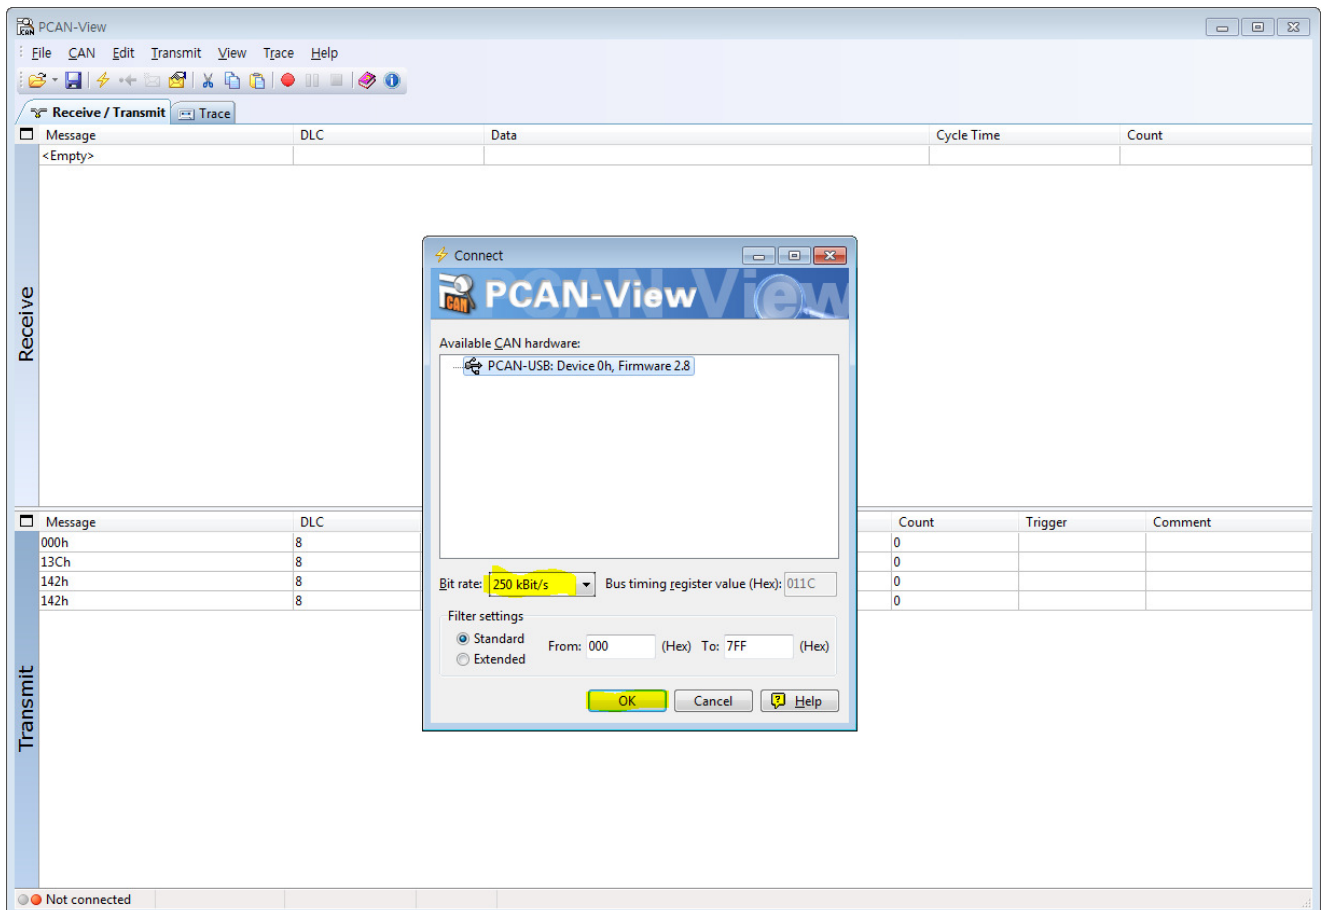 PCAN-View
File CAN Edit Transmit View Trace Help
Receive / Transmit Trace
Message DLC Data Cycle Time Count
<Empty>
Receive
Connect
PCAN-View
Available CAN hardware:
PCAN-USB: Device 0h, Firmware 2.8
Bit rate: 250 kBit/s Bus timing register value (Hex): 011C
Filter settings
Standard
Extended
From: 000 (Hex) To: 7FF (Hex)
OK Cancel Help
Message DLC Count Trigger Comment
000h 8 0
13Ch 8 0
142h 8 0
142h 8 0
Transmit
Not connected